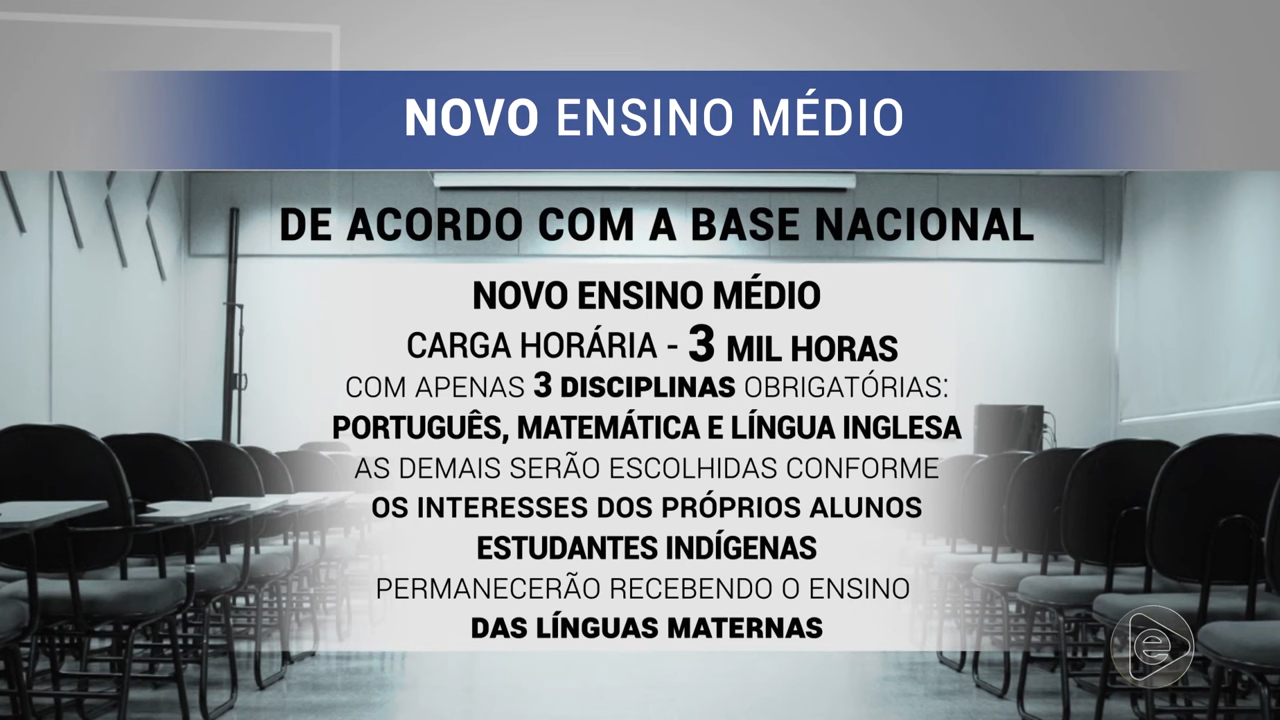 NOVO ENSINO MÉDIO
DE ACORDO COM A BASE NACIONAL
NOVO ENSINO MÉDIO
CARGA HORÁRIA - 3 MIL HORAS
COM APENAS 3 DISCIPLINAS OBRIGATÓRIAS:
PORTUGUÊS, MATEMÁTICA E LÍNGUA INGLESA
AS DEMAIS SERÃO ESCOLHIDAS CONFORME
OS INTERESSES DOS PRÓPRIOS ALUNOS
ESTUDANTES INDÍGENAS
PERMANECERÃO RECEBENDO O ENSINO
DAS LÍNGUAS MATERNAS
e